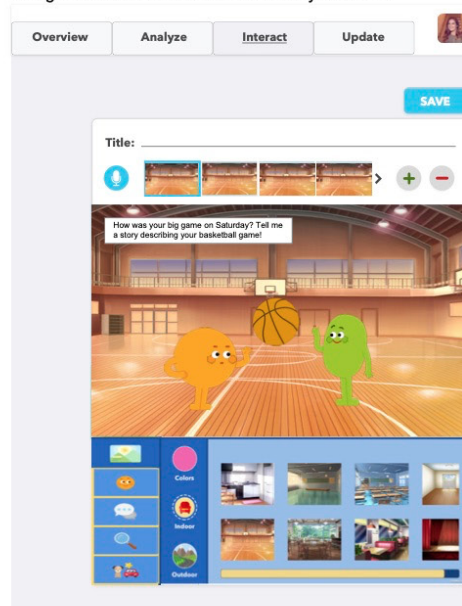 Overview Analyze Interact Update
SAVE
Title:
How was your big game on Saturday? Tell me
a story describing your basketball game!
Colors
Indoor
Outdoor